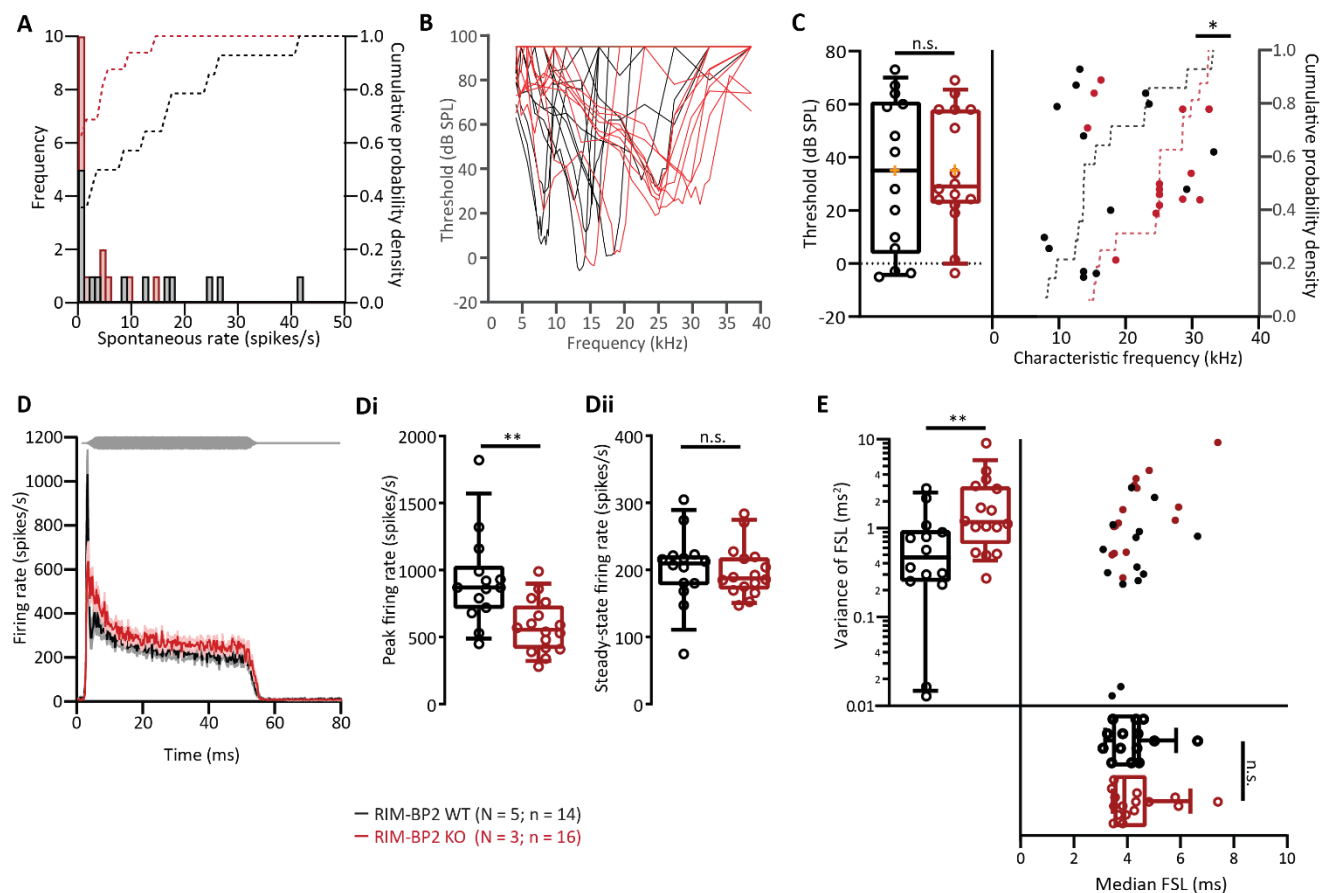 A
Frequency
10
8
6
4
2
0
1.0
0.8
0.6
0.4
0.2
0.0
Cumulative probability density
0 10 20 30 40 50
Spontaneous rate (spikes/s)
B
Threshold (dB SPL)
100
80
60
40
20
0
-20
0 5 10 15 20 25 30 35 40
Frequency (kHz)
C
n.s.
*
Threshold (dB SPL)
80
60
40
20
0
-20
1.0
0.8
0.6
0.4
0.2
0.0
Cumulative probability density
0 10 20 30 40
Characteristic frequency (kHz)
D
Firing rate (spikes/s)
1200
1000
800
600
400
200
0
0 20 40 60 80
Time (ms)
Di
**
Peak firing rate (spikes/s)
2000
1500
1000
500
0
Dii
n.s.
Steady-state firing rate (spikes/s)
400
300
200
100
0
E
**
Variance of FSL (ms²)
10
8
6
4
2
1
8
6
4
2
0.1
8
6
4
2
0.01
n.s.
0 2 4 6 8 10
Median FSL (ms)
RIM-BP2 WT (N = 5; n = 14)
RIM-BP2 KO (N = 3; n = 16)